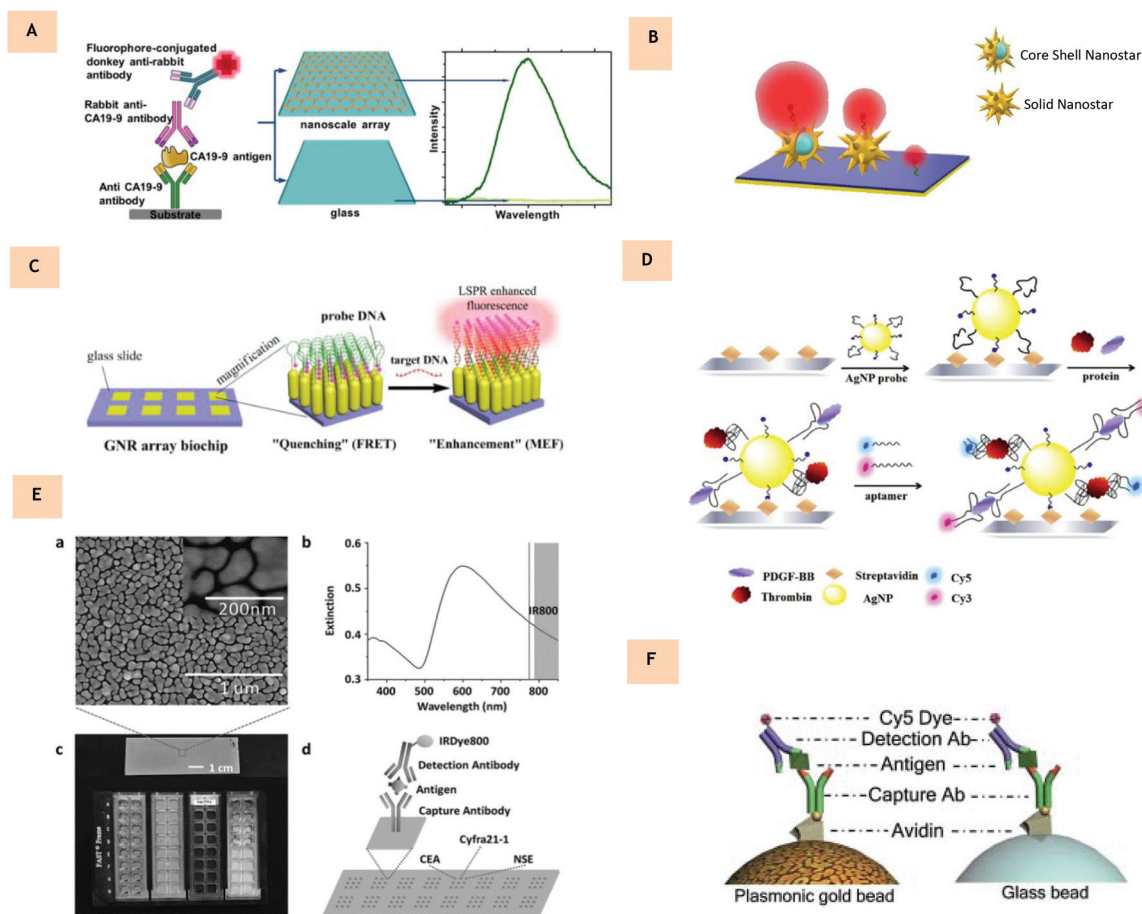 A
Fluorophore-conjugated
donkey anti-rabbit
antibody
Rabbit anti-
CA19-9 antibody
CA19-9 antigen
Anti CA19-9
antibody
Substrate
nanoscale array
glass
Intensity
Wavelength
B
Core Shell Nanostar
Solid Nanostar
C
glass slide
magnification
probe DNA
target DNA
LSPR enhanced
fluorescence
GNR array biochip
"Quenching" (FRET)
"Enhancement" (MEF)
D
AgNP probe
protein
aptamer
PDGF-BB
Streptavidin
Cy5
Thrombin
AgNP
Cy3
E
a
200nm
1 um
b
Extinction
0.6
0.5
0.4
0.3
IR800
400 500 600 700 800
Wavelength (nm)
c
1 cm
FAST® Frame
d
IRDye800
Detection Antibody
Antigen
Capture Antibody
Cyfra21-1
CEA
NSE
F
Cy5 Dye
Detection Ab
Antigen
Capture Ab
Avidin
Plasmonic gold bead
Glass bead